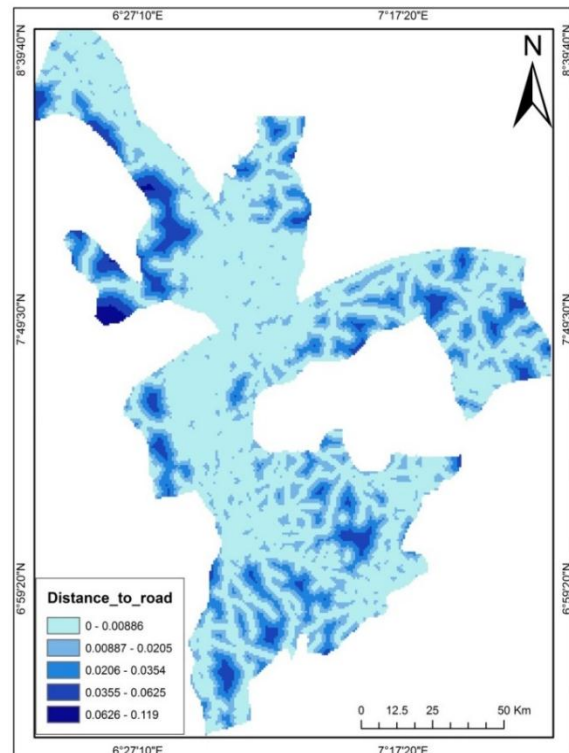 6°27'10"E 7°17'20"E
8°39'40"N 8°39'40"N
N
7°49'30"N 7°49'30"N
6°59'20"N 6°59'20"N
Distance_to_road
0 - 0.00886
0.00887 - 0.0205
0.0206 - 0.0354
0.0355 - 0.0625
0.0626 - 0.119
0 12.5 25 50 Km
6°27'10"E 7°17'20"E